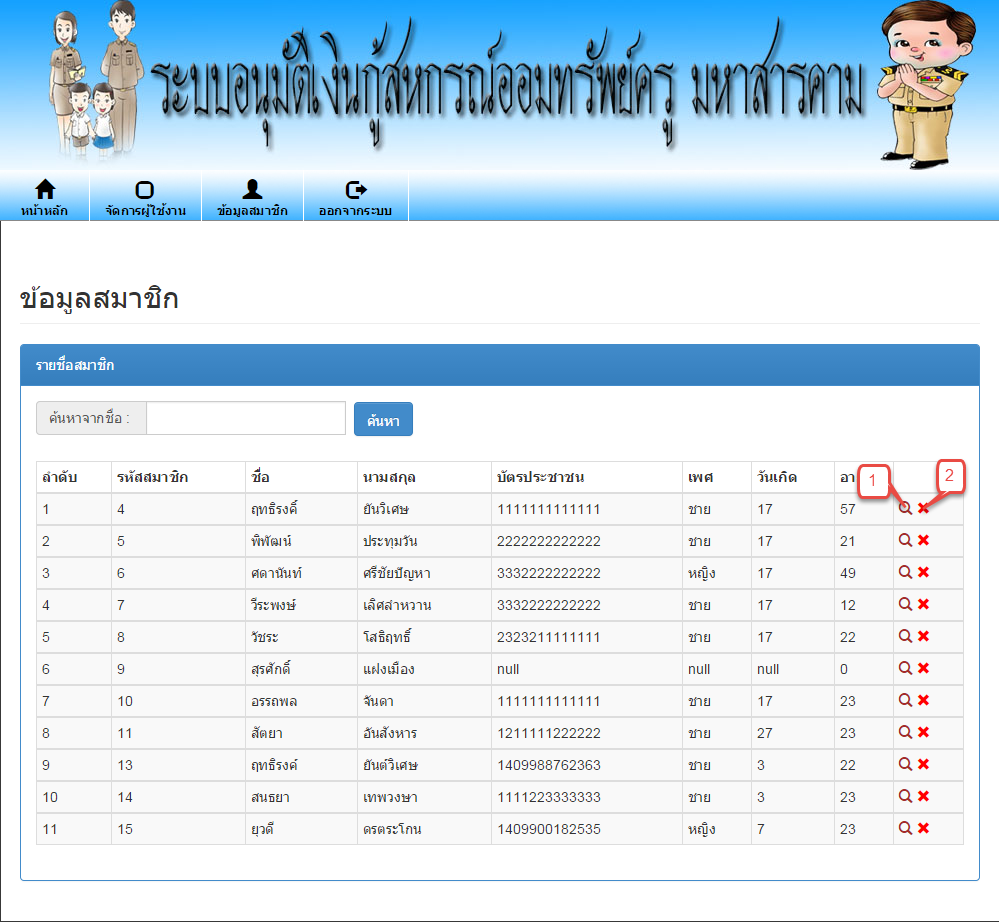 ระบบอนุมัติเงินกู้สหกรณ์ออมทรัพย์ครู มหาสารคาม
หน้าหลัก จัดการผู้ใช้งาน ข้อมูลสมาชิก ออกจากระบบ
ข้อมูลสมาชิก
รายชื่อสมาชิก
ค้นหาจากชื่อ : ค้นหา
ลำดับ รหัสสมาชิก ชื่อ นามสกุล บัตรประชาชน เพศ วันเกิด อา 1 2
1 4 ฤทธิรงค์ ยันวิเศษ 1111111111111 ชาย 17 57
2 5 พิพัฒน์ ประทุมวัน 2222222222222 ชาย 17 21
3 6 ศดานันท์ ศรีชัยปัญหา 3332222222222 หญิง 17 49
4 7 วีระพงษ์ เลิศล่ำหวาน 3332222222222 ชาย 17 12
5 8 วัชระ โสธิฤทธิ์ 2323211111111 ชาย 17 22
6 9 สุรศักดิ์ แฝงเมือง null null null 0
7 10 อรรถพล จันดา 1111111111111 ชาย 17 23
8 11 สัตยา อันสังหาร 1211111222222 ชาย 27 23
9 13 ฤทธิรงค์ ยันต์วิเศษ 1409988762363 ชาย 3 22
10 14 สนธยา เทพวงษา 1111223333333 ชาย 3 23
11 15 ยุวดี ดรตระโกน 1409900182535 หญิง 7 23